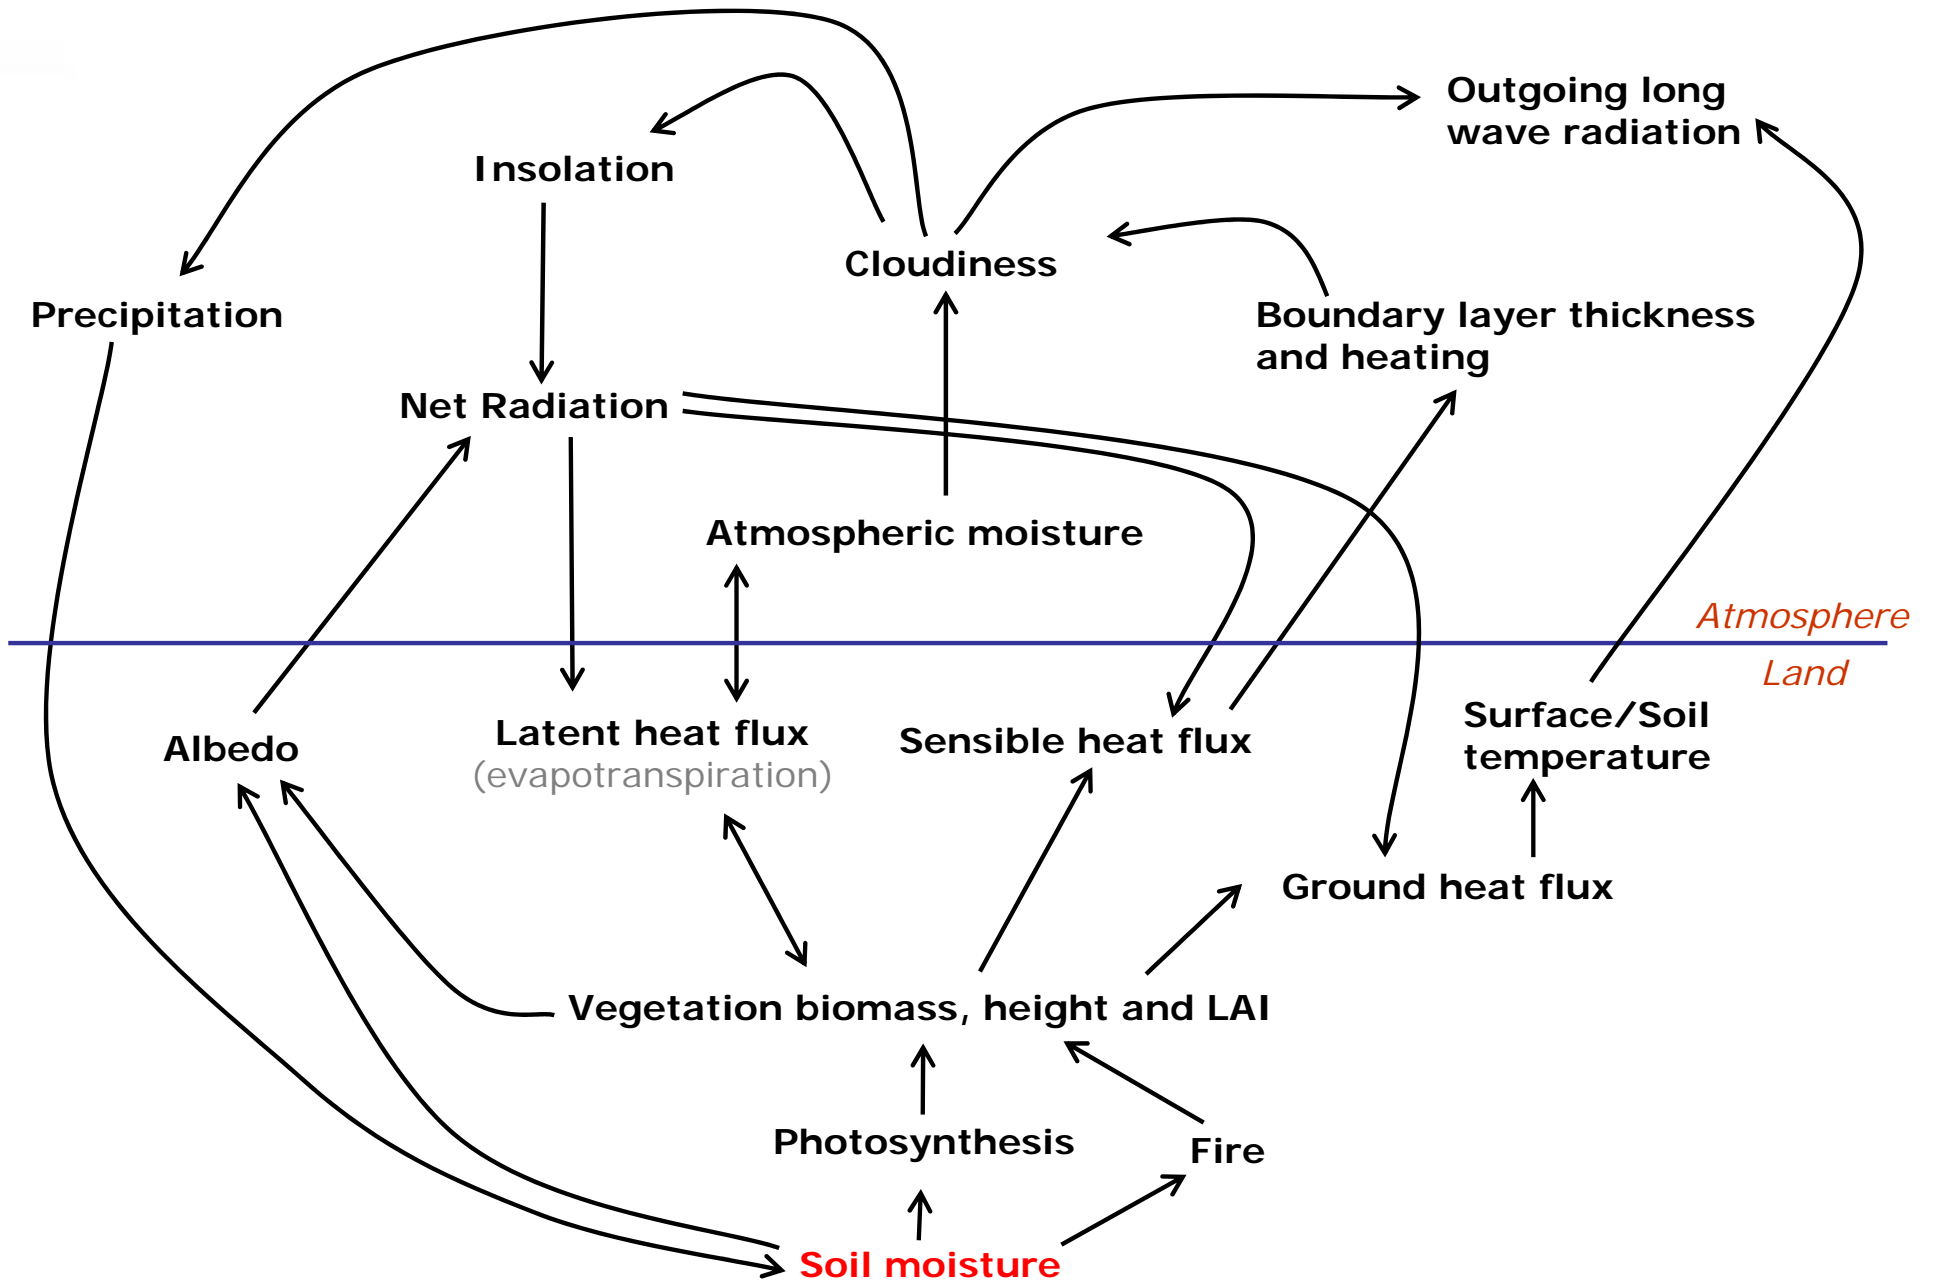 Outgoing long
wave radiation
Insolation
Cloudiness
Precipitation
Boundary layer thickness
and heating
Net Radiation
Atmospheric moisture
Atmosphere
Land
Albedo
Latent heat flux
(evapotranspiration)
Sensible heat flux
Surface/Soil
temperature
Ground heat flux
Vegetation biomass, height and LAI
Photosynthesis
Fire
Soil moisture